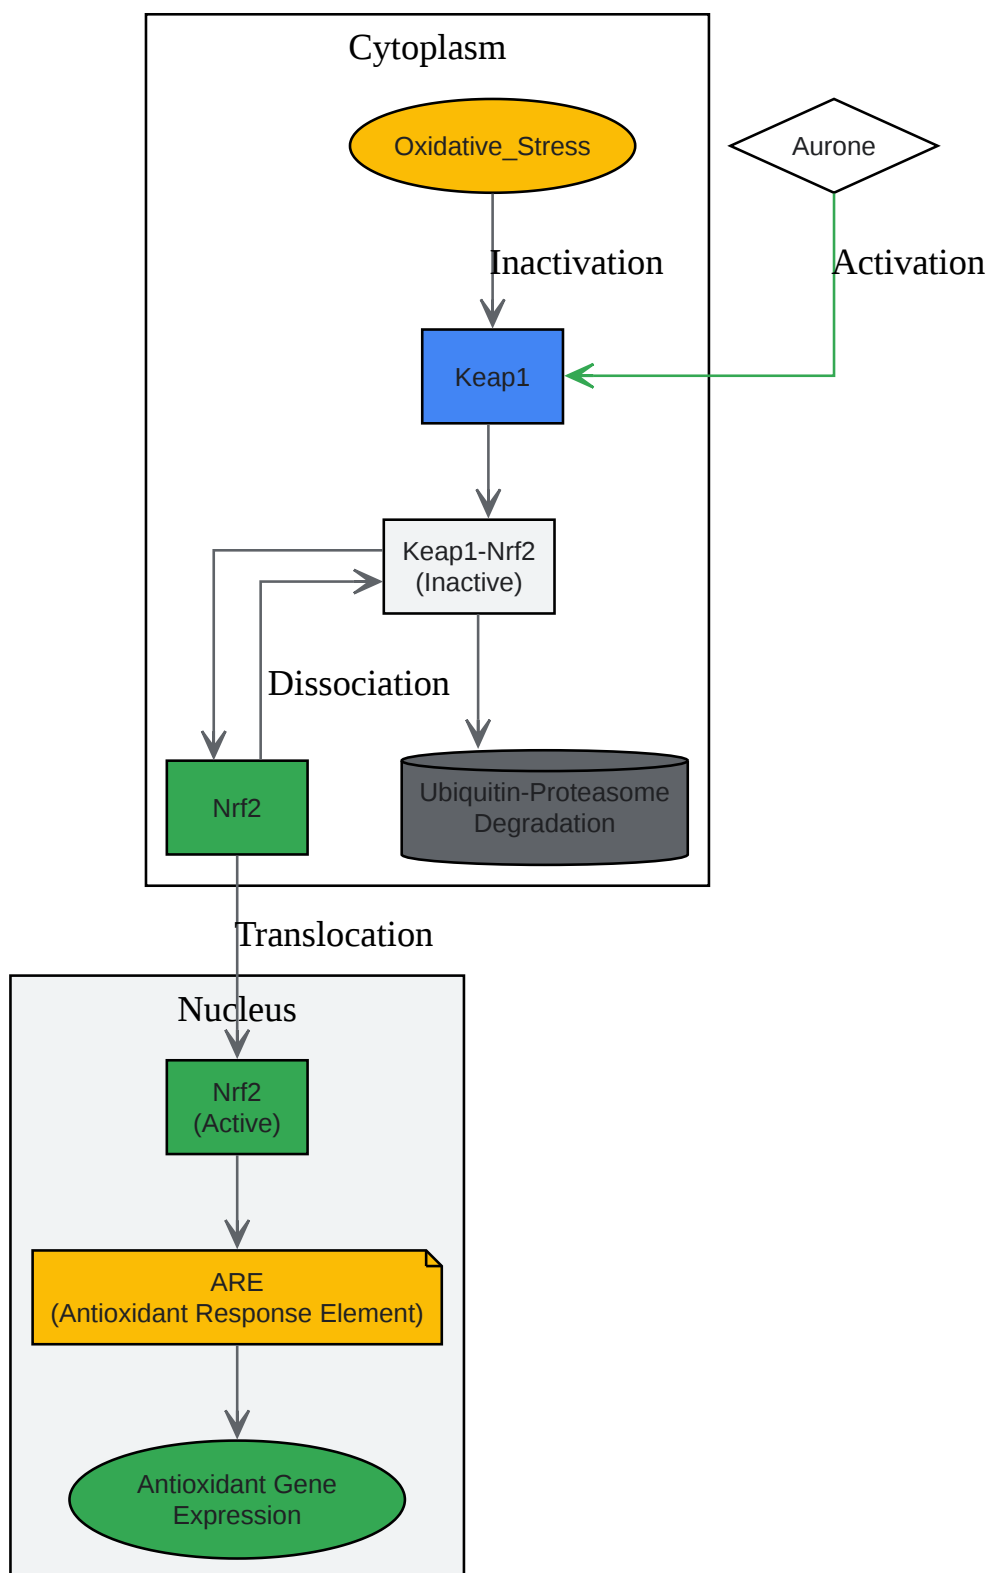 Cytoplasm
Oxidative_Stress
Aurone
Inactivation
Activation
Keap1
Keap1-Nrf2
(Inactive)
Dissociation
Nrf2
Ubiquitin-Proteasome
Degradation
Translocation
Nucleus
Nrf2
(Active)
ARE
(Antioxidant Response Element)
Antioxidant Gene
Expression